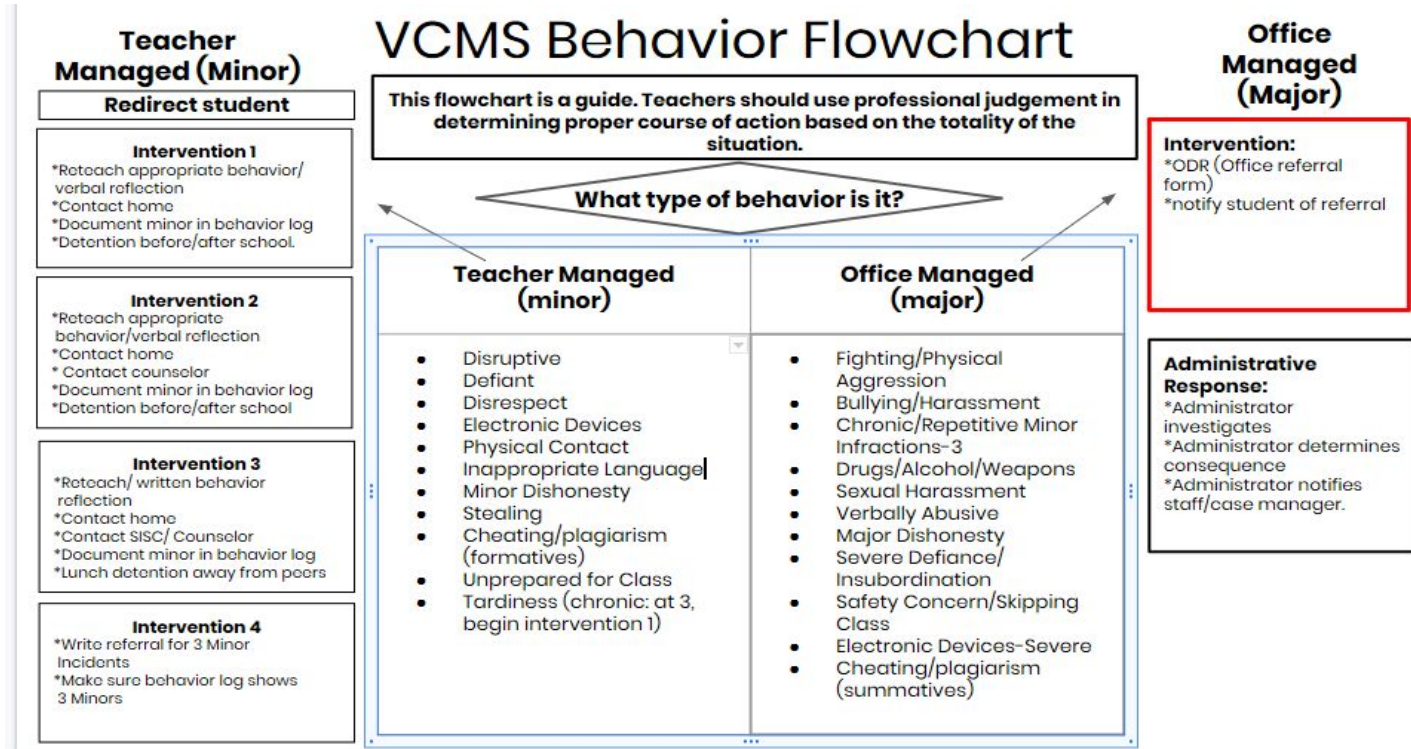 VCMS Behavior Flowchart
Teacher
Managed (Minor)
Redirect student
Intervention 1
*Reteach appropriate behavior/
verbal reflection
*Contact home
*Document minor in behavior log
*Detention before/after school.
Intervention 2
*Reteach appropriate
behavior/verbal reflection
*Contact home
* Contact counselor
*Document minor in behavior log
*Detention before/after school
Intervention 3
*Reteach/ written behavior
reflection
*Contact home
*Contact SISC/ Counselor
*Document minor in behavior log
*Lunch detention away from peers
Intervention 4
*Write referral for 3 Minor
Incidents
*Make sure behavior log shows
3 Minors
This flowchart is a guide. Teachers should use professional judgement in
determining proper course of action based on the totality of the
situation.
What type of behavior is it?
Teacher Managed
(minor)
● Disruptive
● Defiant
● Disrespect
● Electronic Devices
● Physical Contact
● Inappropriate Language
● Minor Dishonesty
● Stealing
● Cheating/plagiarism
(formatives)
● Unprepared for Class
● Tardiness (chronic: at 3,
begin intervention 1)
Office Managed
(major)
● Fighting/Physical
Aggression
● Bullying/Harassment
● Chronic/Repetitive Minor
Infractions-3
● Drugs/Alcohol/Weapons
● Sexual Harassment
● Verbally Abusive
● Major Dishonesty
● Severe Defiance/
Insubordination
● Safety Concern/Skipping
Class
● Electronic Devices-Severe
● Cheating/plagiarism
(summatives)
Office
Managed
(Major)
Intervention:
*ODR (Office referral
form)
*notify student of referral
Administrative
Response:
*Administrator
investigates
*Administrator determines
consequence
*Administrator notifies
staff/case manager.